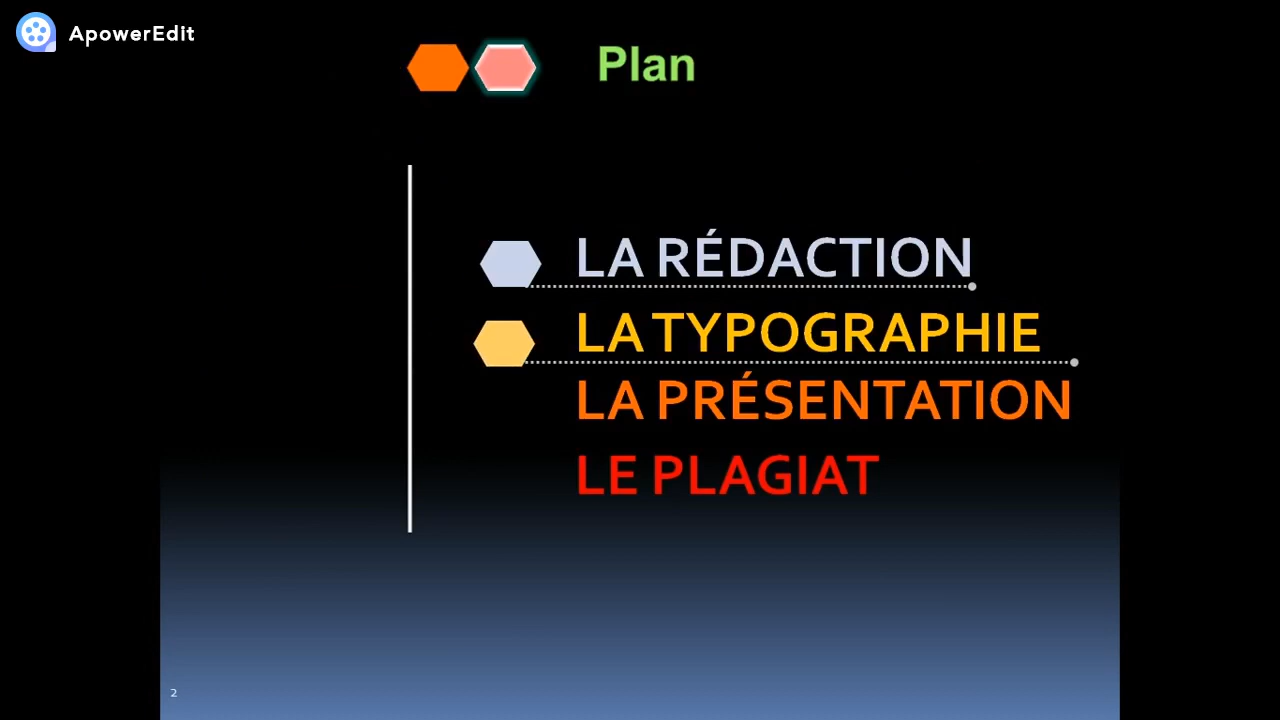 ApowerEdit
Plan
LA RÉDACTION
LA TYPOGRAPHIE
LA PRÉSENTATION
LE PLAGIAT
2